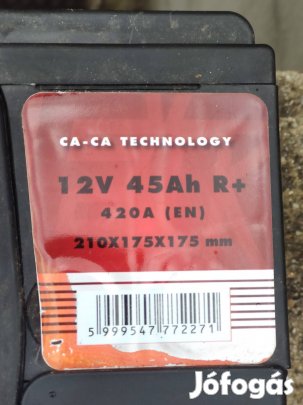 CA-CA TECHNOLOGY
12V 45Ah R+
420A (EN)
210X175X175 mm
5 999547 772271
Jófogás